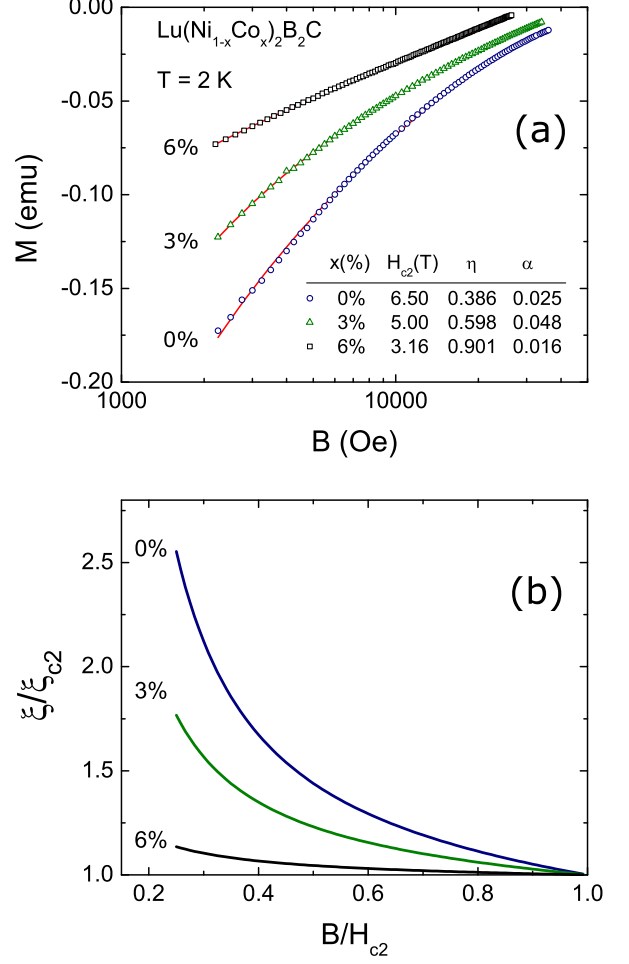 0.00
-0.05
-0.10
-0.15
-0.20
M (emu)
Lu(Ni₁₋ₓCoₓ)₂B₂C
T = 2 K
(a)
6%
3%
0%
x(%) H_c2(T) η α
0% 6.50 0.386 0.025
3% 5.00 0.598 0.048
6% 3.16 0.901 0.016
1000 10000
B (Oe)
2.5
2.0
1.5
1.0
ξ/ξ_c2
0%
(b)
3%
6%
0.2 0.4 0.6 0.8 1.0
B/H_c2